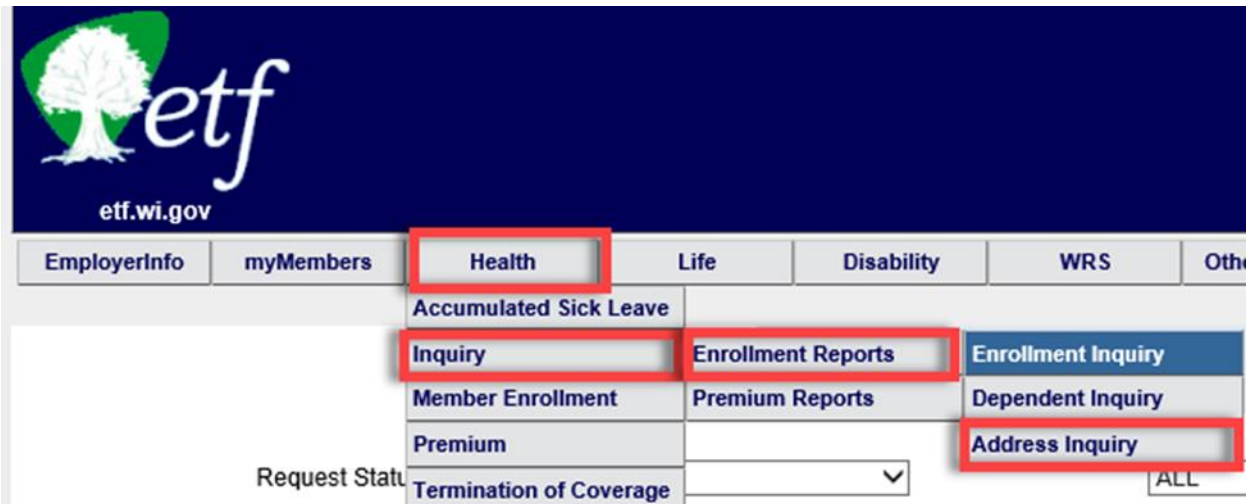 etf
etf.wi.gov
EmployerInfo myMembers Health Life Disability WRS
Accumulated Sick Leave
Inquiry Enrollment Reports Enrollment Inquiry
Member Enrollment Premium Reports Dependent Inquiry
Premium Address Inquiry
Request ALL
Termination of Coverage